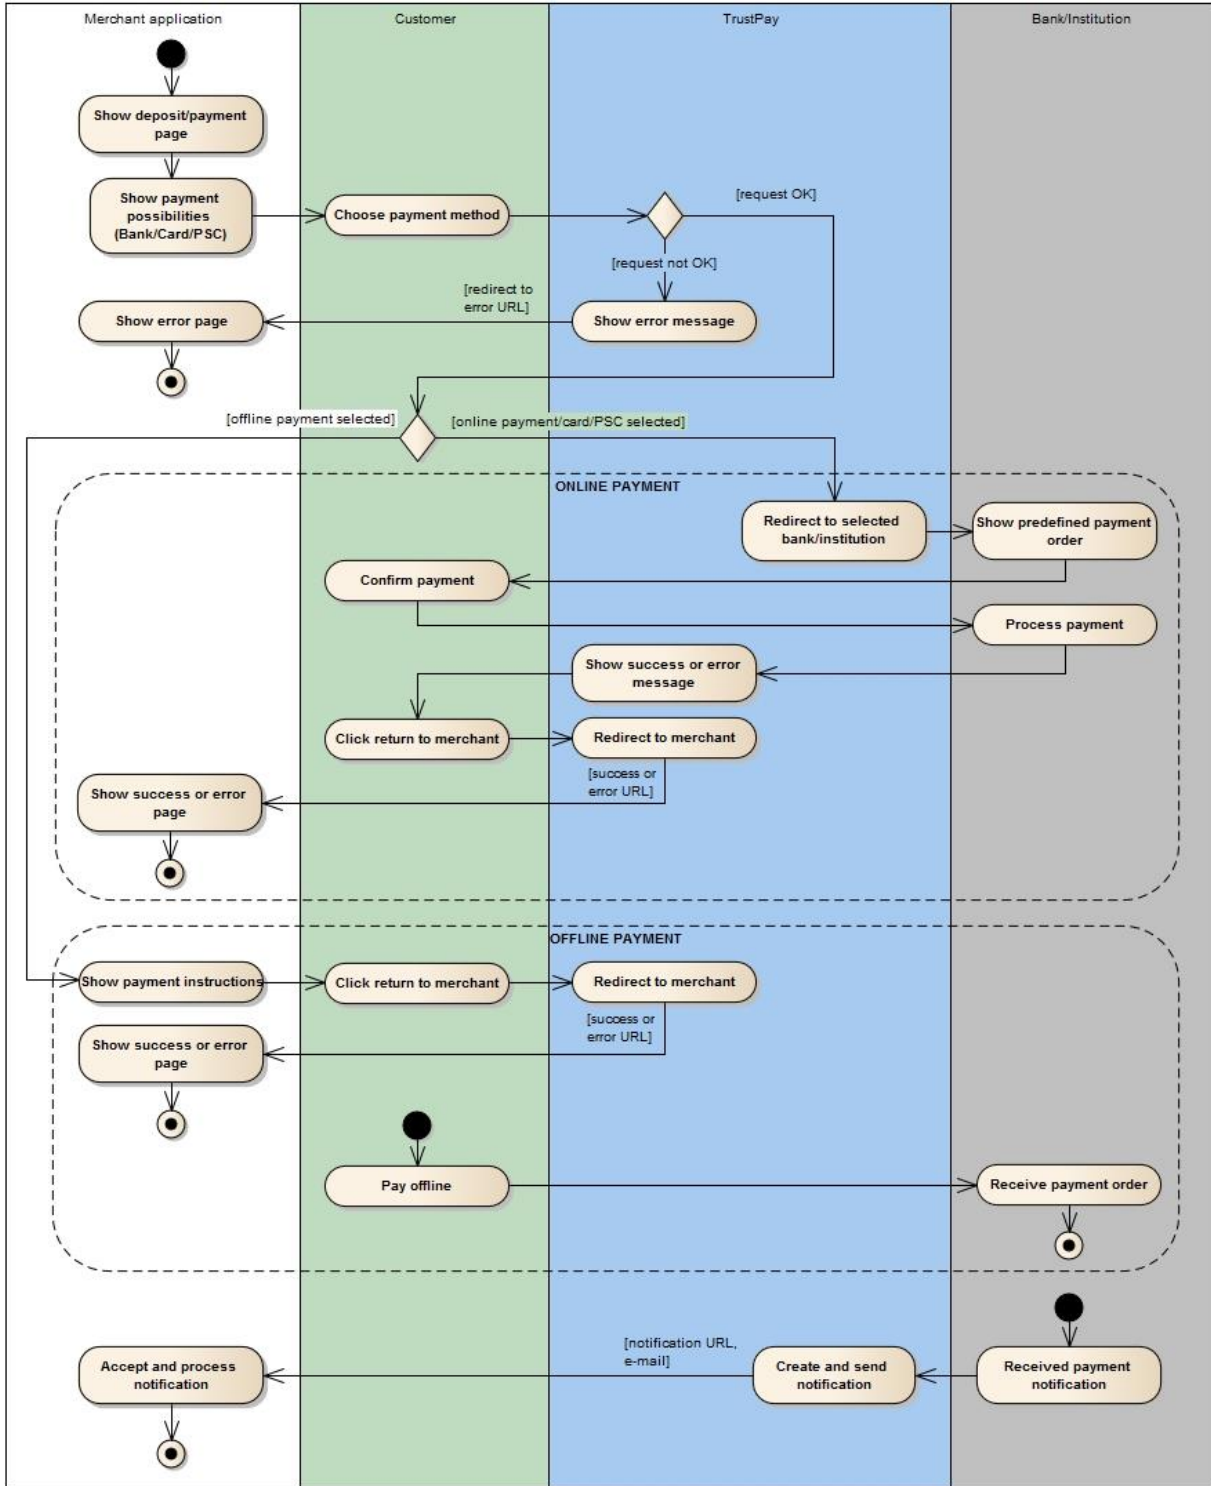 Merchant application
Customer
TrustPay
Bank/Institution
Show deposit/payment
page
Show payment
possibilities
(Bank/Card/PSC)
Choose payment method
[request OK]
[request not OK]
[redirect to
error URL]
Show error page
Show error message
[offline payment selected]
[online payment/card/PSC selected]
ONLINE PAYMENT
Redirect to selected
bank/institution
Show predefined payment
order
Confirm payment
Process payment
Show success or error
message
Click return to merchant
Redirect to merchant
[success or
error URL]
Show success or error
page
OFFLINE PAYMENT
Show payment instructions
Click return to merchant
Redirect to merchant
[success or
error URL]
Show success or error
page
Pay offline
Receive payment order
[notification URL,
e-mail]
Accept and process
notification
Create and send
notification
Received payment
notification